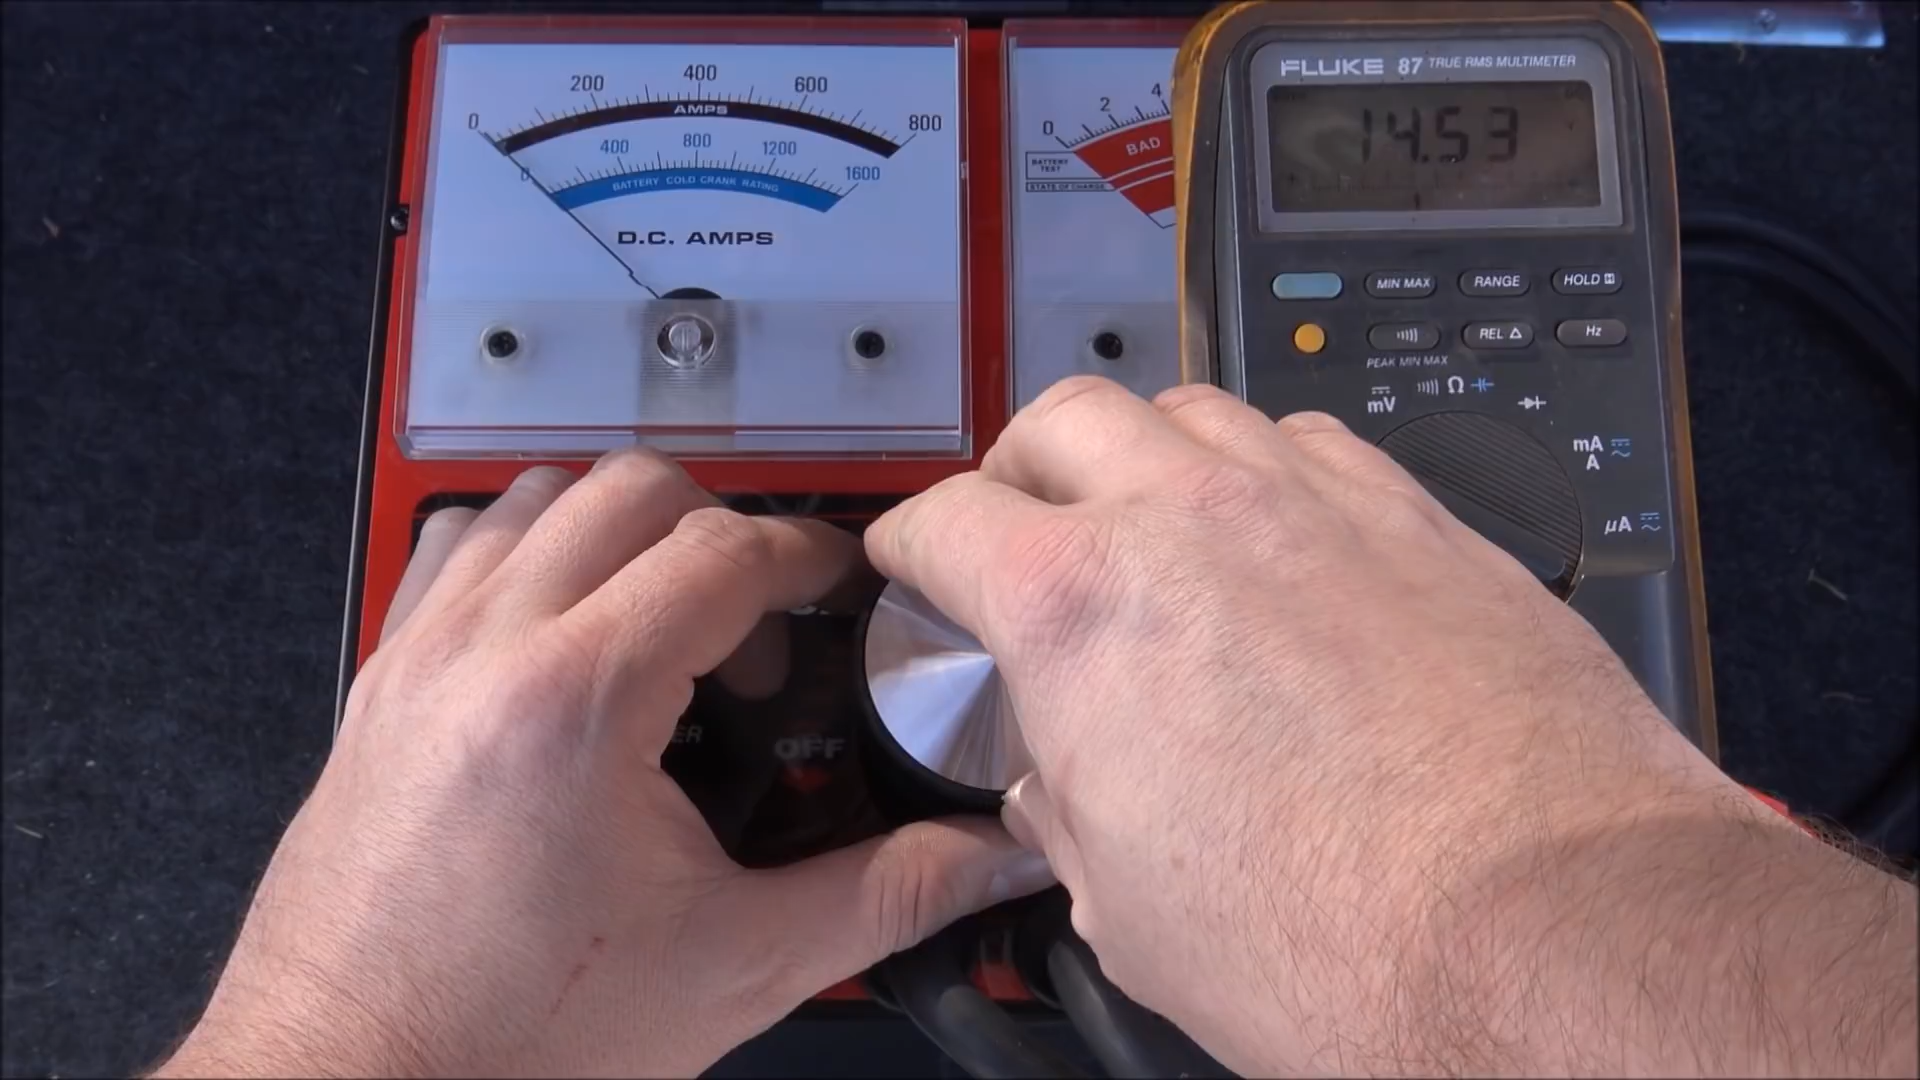 0 200 400 600 800
AMPS
0 400 800 1200 1600
BATTERY COLD CRANK RATING
D.C. AMPS
0 2 4
BAD
BATTERY TEST
STATE OF CHARGE
FLUKE 87 TRUE RMS MULTIMETER
14.53
MIN MAX RANGE HOLD H
REL Δ Hz
PEAK MIN MAX
mV Ω
mA
A
µA
OFF